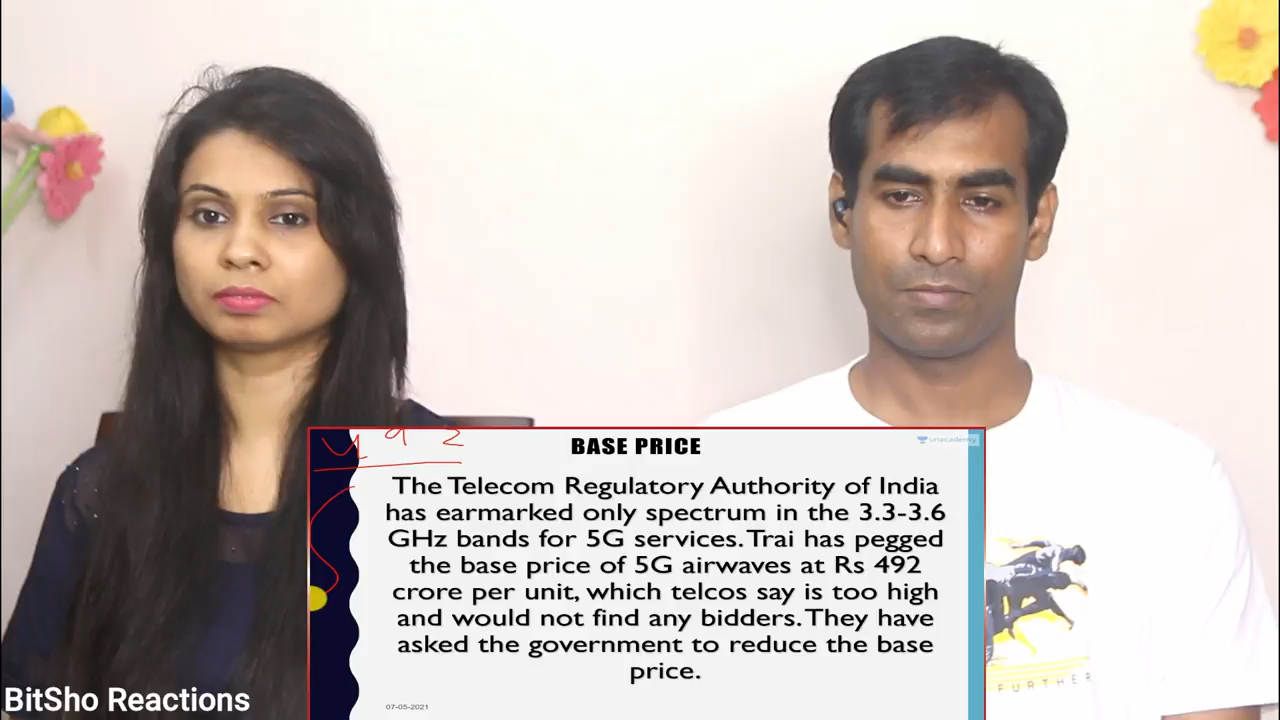 492
BASE PRICE
unacademy
The Telecom Regulatory Authority of India
has earmarked only spectrum in the 3.3-3.6
GHz bands for 5G services. Trai has pegged
the base price of 5G airwaves at Rs 492
crore per unit, which telcos say is too high
and would not find any bidders. They have
asked the government to reduce the base
price.
FURTHER
BitSho Reactions
07-05-2021